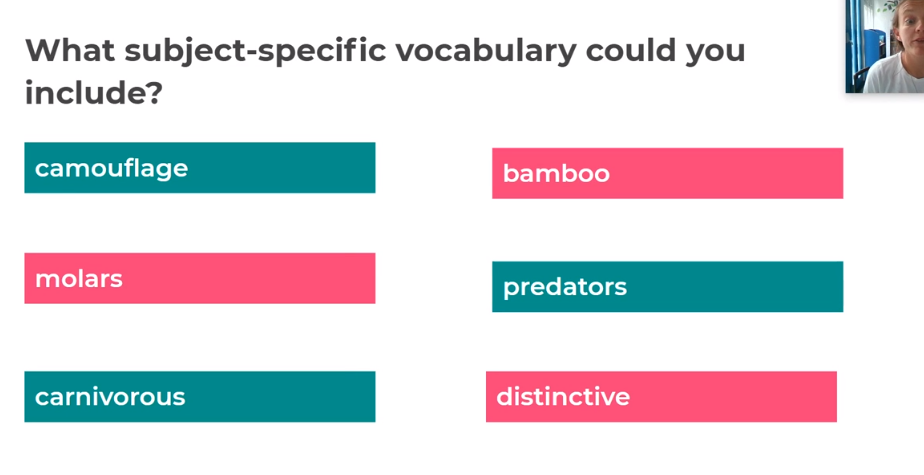 What subject-specific vocabulary could you
include?
camouflage
bamboo
molars
predators
carnivorous
distinctive